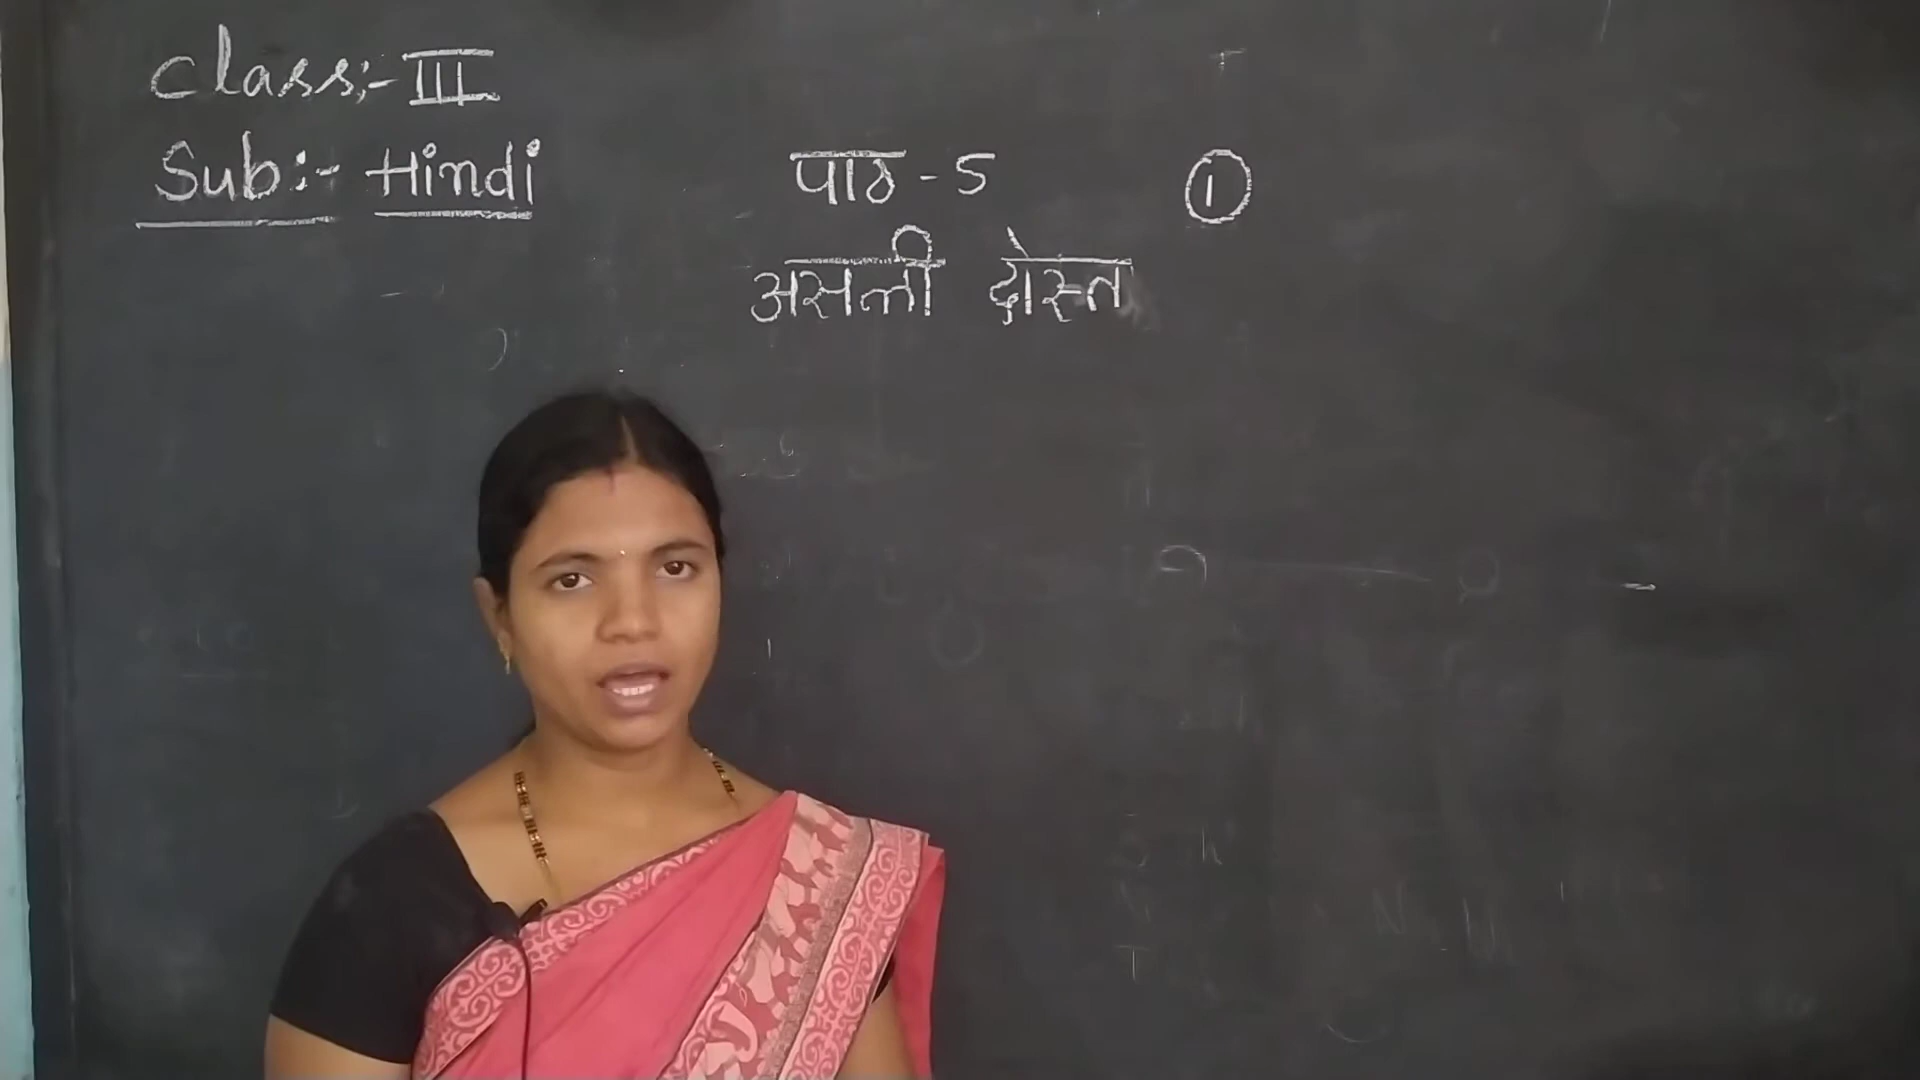 Class:- III
Sub:- Hindi
पाठ - 5 ①
असली दोस्त